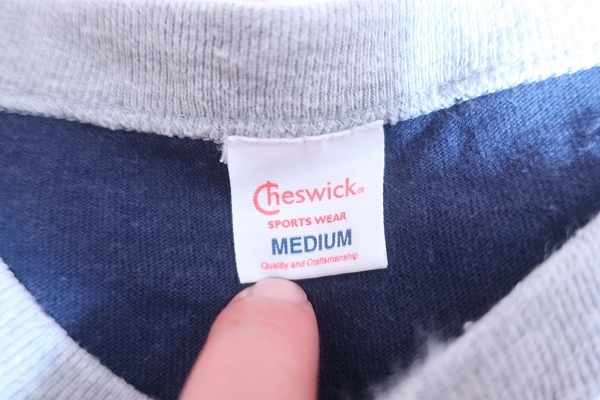 Cheswick®
SPORTS WEAR
MEDIUM
Quality and Craftsmanship